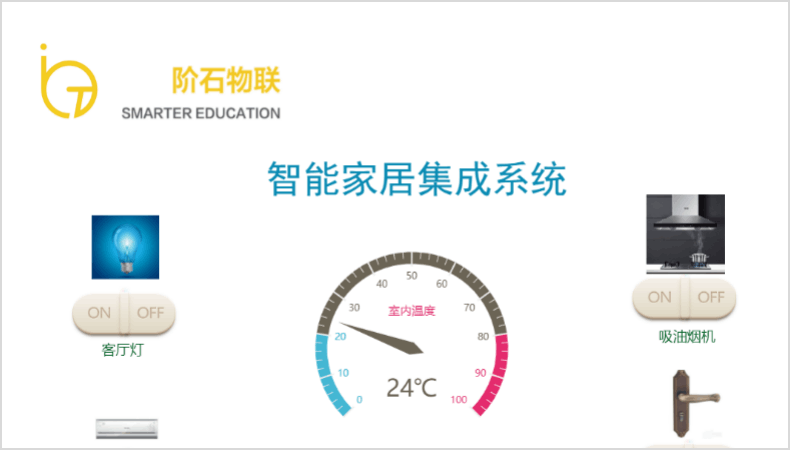 阶石物联
SMARTER EDUCATION
智能家居集成系统
ON OFF
客厅灯
0
10
20
30
40
50
60
70
80
90
100
室内温度
24℃
ON OFF
吸油烟机